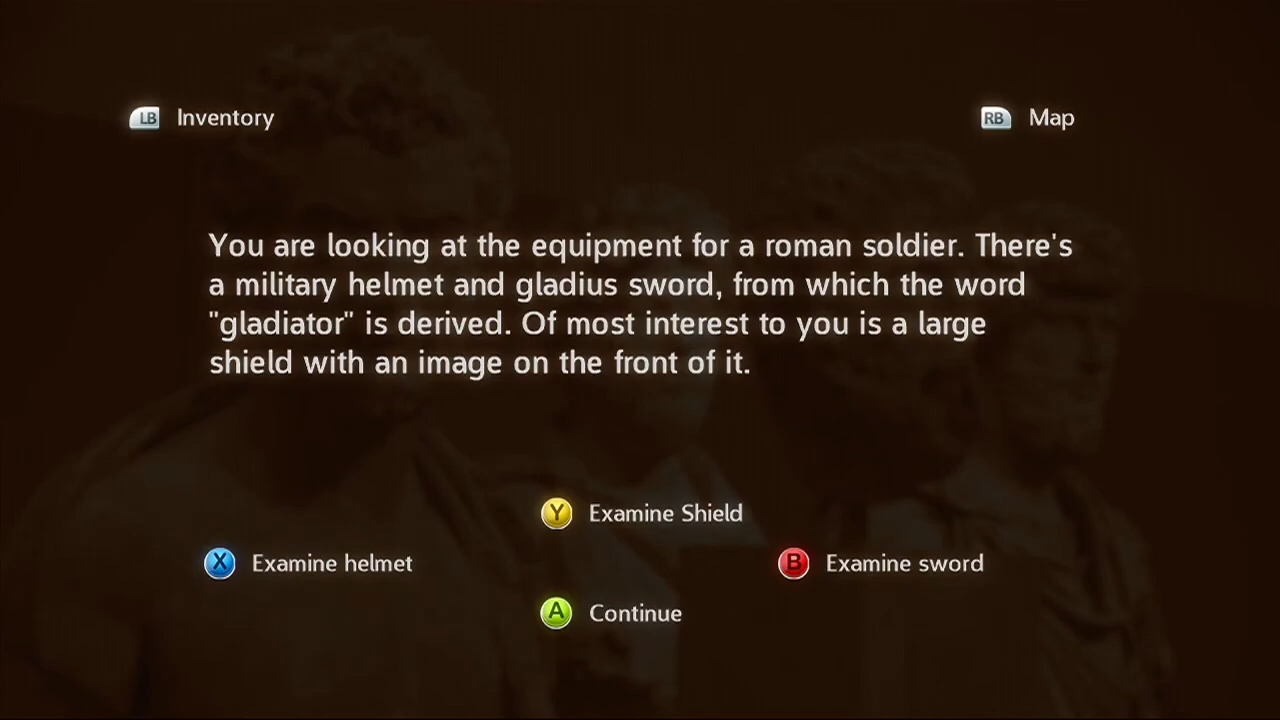 LB Inventory
RB Map
You are looking at the equipment for a roman soldier. There's
a military helmet and gladius sword, from which the word
"gladiator" is derived. Of most interest to you is a large
shield with an image on the front of it.
Y Examine Shield
X Examine helmet
B Examine sword
A Continue